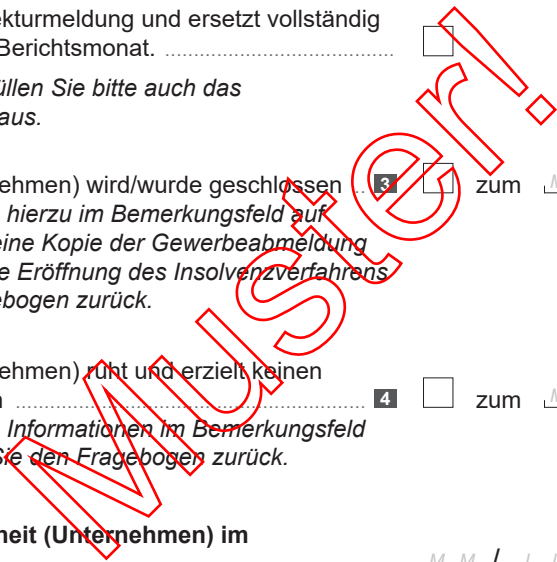 ekturmeldung und ersetzt vollständig
Berichtsmonat.
üllen Sie bitte auch das
aus.
nehmen) wird/wurde geschlossen 3 zum M
hierzu im Bemerkungsfeld auf
eine Kopie der Gewerbeabmeldung
e Eröffnung des Insolvenzverfahrens
ebogen zurück.
ehmen) ruht und erzielt keinen
n 4 zum M
Informationen im Bemerkungsfeld
Sie den Fragebogen zurück.
heit (Unternehmen) im
M M / J J
Muster!